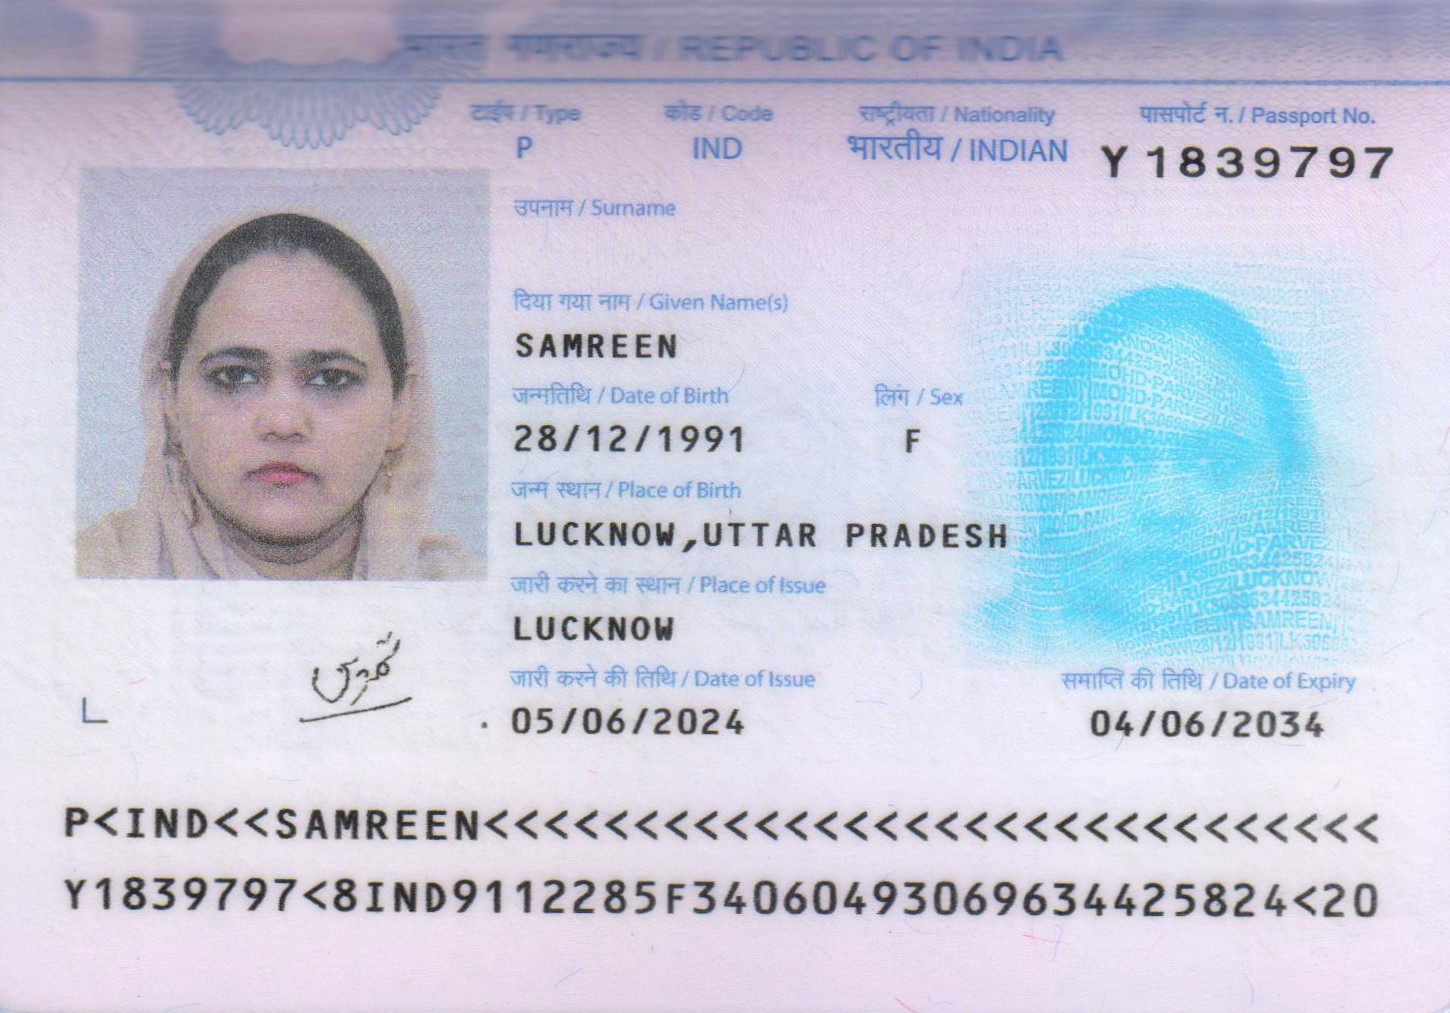 भारत गणराज्य / REPUBLIC OF INDIA
टाईप / Type कोड / Code राष्ट्रीयता / Nationality पासपोर्ट न. / Passport No.
P IND भारतीय / INDIAN Y 1839797
उपनाम / Surname
दिया गया नाम / Given Name(s)
SAMREEN
जन्मतिथि / Date of Birth लिंग / Sex
28/12/1991 F
जन्म स्थान / Place of Birth
LUCKNOW,UTTAR PRADESH
जारी करने का स्थान / Place of Issue
LUCKNOW
जारी करने की तिथि / Date of Issue समाप्ति की तिथि / Date of Expiry
05/06/2024 04/06/2034
P<IND<<SAMREEN<<<<<<<<<<<<<<<<<<<<<<<<<<<<<<
Y1839797<8IND9112285F34060493069634425824<20